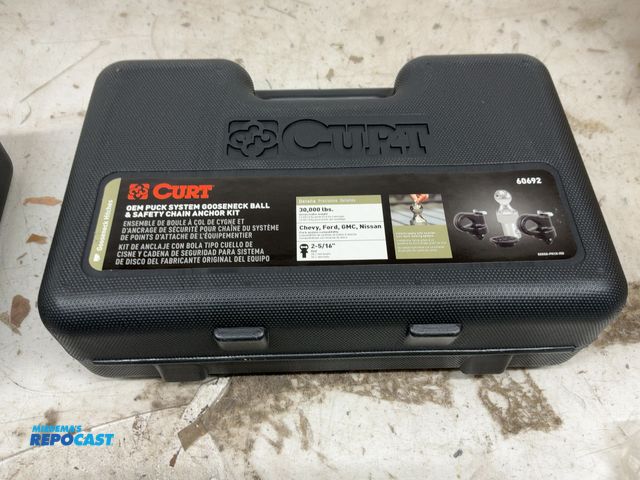 CURT
CURT
60692
OEM PUCK SYSTEM GOOSENECK BALL
& SAFETY CHAIN ANCHOR KIT
ENSEMBLE DE BOULE À COL DE CYGNE ET
D'ANCRAGE DE SÉCURITÉ POUR CHAÎNE DU SYSTÈME
DE POINTS D'ATTACHE DE L'ÉQUIPEMENTIER
KIT DE ANCLAJE CON BOLA TIPO CUELLO DE
CISNE Y CADENA DE SEGURIDAD PARA SISTEMA
DE DISCO DEL FABRICANTE ORIGINAL DEL EQUIPO
Gooseneck Hitches
Details
30,000 lbs.
Chevy, Ford, GMC, Nissan
2-5/16"
MIEDEMA'S
REPOCAST